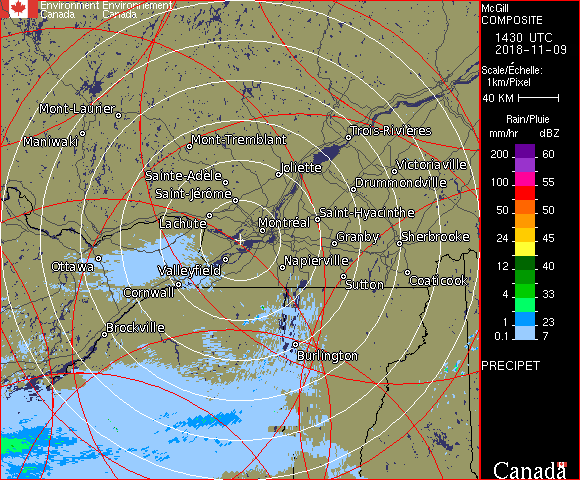 Environment Environnement
Canada Canada
McGill
COMPOSITE
1430 UTC
2018-11-09
Scale/Échelle:
1km/Pixel
40 KM
Rain/Pluie
mm/hr dBZ
200 60
100 55
50 50
24 45
12 40
4 33
1 23
0.1 7
PRECIPET
Canada
Mont-Laurier
Maniwaki
Mont-Tremblant
Trois-Rivières
Sainte-Adèle
Joliette
Victoriaville
Saint-Jérôme
Drummondville
Lachute
Montréal
Saint-Hyacinthe
Granby
Sherbrooke
Ottawa
Valleyfield
Napierville
Cornwall
Sutton
Coaticook
Brockville
Burlington